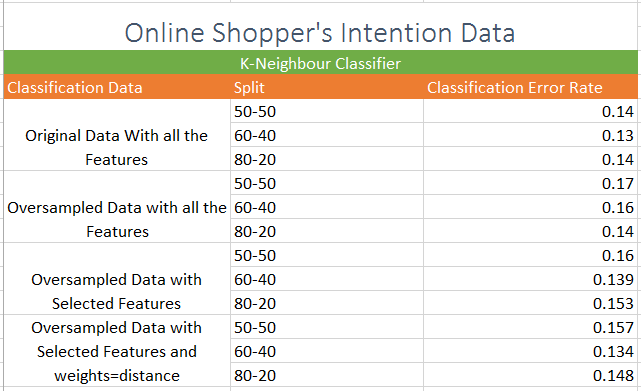 Online Shopper's Intention Data
K-Neighbour Classifier
Classification Data Split Classification Error Rate
50-50 0.14
Original Data With all the 60-40 0.13
Features 80-20 0.14
50-50 0.17
Oversampled Data with all the 60-40 0.16
Features 80-20 0.14
50-50 0.16
Oversampled Data with 60-40 0.139
Selected Features 80-20 0.153
Oversampled Data with 50-50 0.157
Selected Features and 60-40 0.134
weights=distance 80-20 0.148